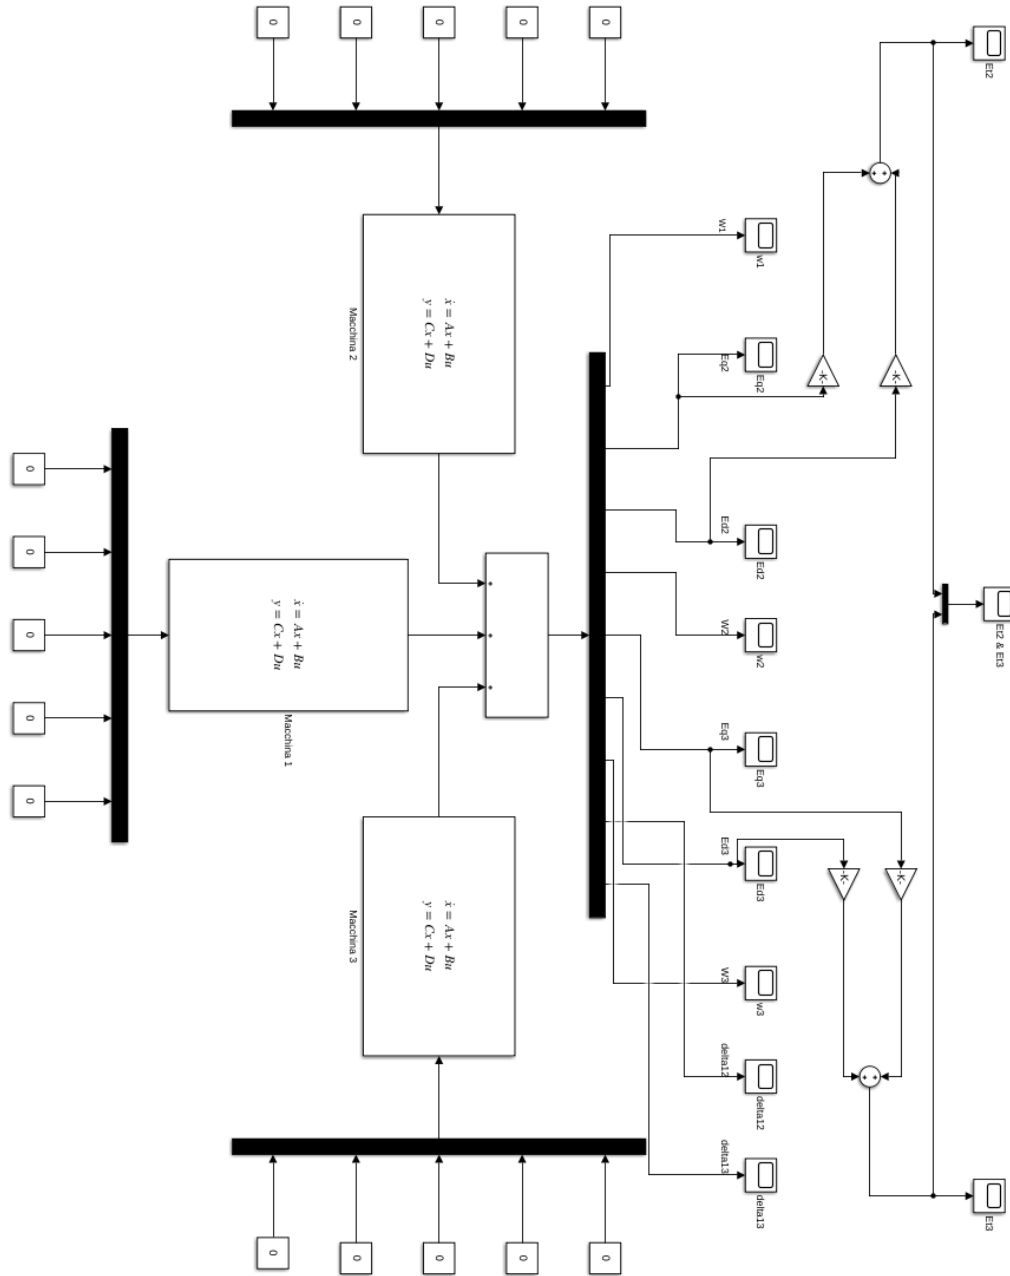 Et2
Et2 & Et3
Et3
+ +
+ +
-K-
-K-
-K-
-K-
w1
Eq2
Ed2
w2
Eq3
Ed3
w3
delta12
delta13
W1
Eq2
Ed2
W2
Eq3
Ed3
W3
delta12
delta13
+
+
+
0
0
0
0
0
ẋ = Ax + Bu
y = Cx + Du
Macchina 2
ẋ = Ax + Bu
y = Cx + Du
Macchina 3
0
0
0
0
0
ẋ = Ax + Bu
y = Cx + Du
Macchina 1
0
0
0
0
0